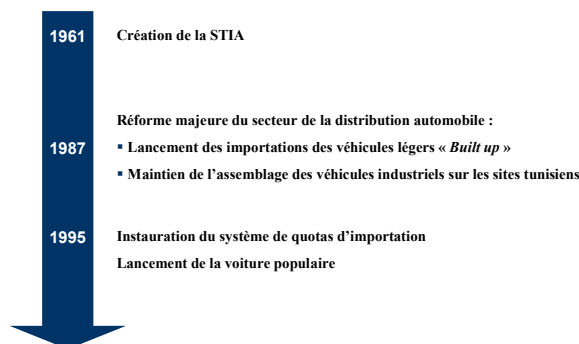 1961 Création de la STIA
Réforme majeure du secteur de la distribution automobile :
1987 ▪ Lancement des importations des véhicules légers « Built up »
▪ Maintien de l’assemblage des véhicules industriels sur les sites tunisiens
1995 Instauration du système de quotas d’importation
Lancement de la voiture populaire